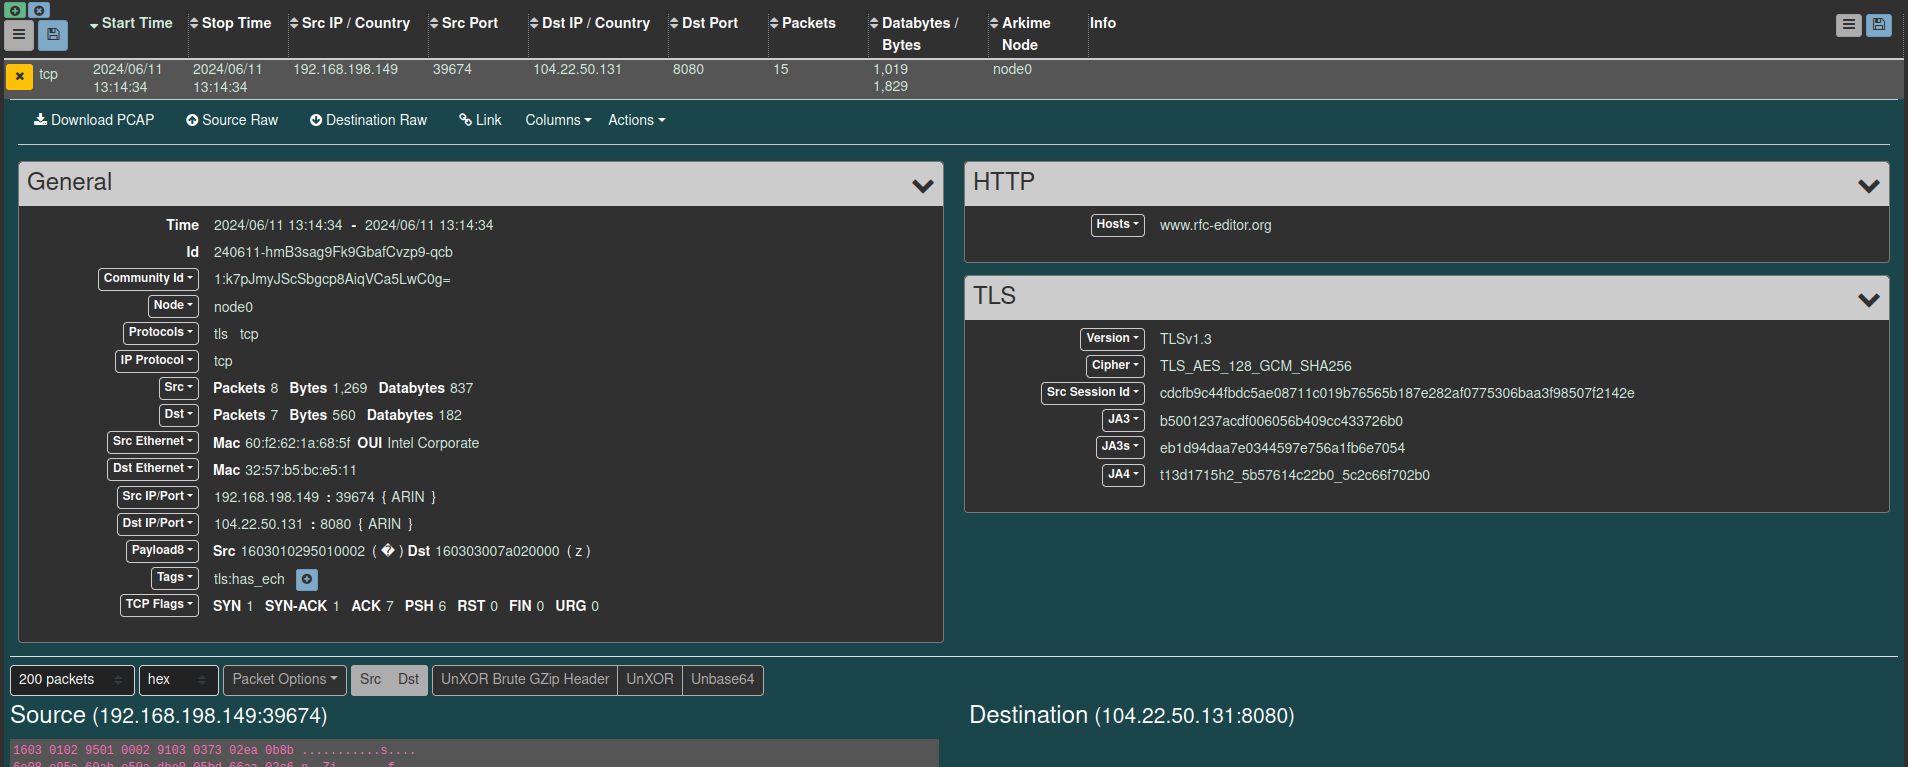 Start Time Stop Time Src IP / Country Src Port Dst IP / Country Dst Port Packets Databytes / Bytes Arkime Node Info
tcp 2024/06/11 13:14:34 2024/06/11 13:14:34 192.168.198.149 39674 104.22.50.131 8080 15 1,019 1,829 node0
Download PCAP Source Raw Destination Raw Link Columns Actions
General
Time 2024/06/11 13:14:34 - 2024/06/11 13:14:34
Id 240611-hmB3sag9Fk9GbafCvzp9-qcb
Community Id 1:k7pJmyJScSbgcp8AiqVCa5LwC0g=
Node node0
Protocols tls tcp
IP Protocol tcp
Src Packets 8 Bytes 1,269 Databytes 837
Dst Packets 7 Bytes 560 Databytes 182
Src Ethernet Mac 60:f2:62:1a:68:5f OUI Intel Corporate
Dst Ethernet Mac 32:57:b5:bc:e5:11
Src IP/Port 192.168.198.149 : 39674 { ARIN }
Dst IP/Port 104.22.50.131 : 8080 { ARIN }
Payload8 Src 1603010295010002 ( � ) Dst 160303007a020000 ( z )
Tags tls:has_ech
TCP Flags SYN 1 SYN-ACK 1 ACK 7 PSH 6 RST 0 FIN 0 URG 0
HTTP
Hosts www.rfc-editor.org
TLS
Version TLSv1.3
Cipher TLS_AES_128_GCM_SHA256
Src Session Id cdcfb9c44fbdc5ae08711c019b76565b187e282af0775306baa3f98507f2142e
JA3 b5001237acdf006056b409cc433726b0
JA3s eb1d94daa7e0344597e756a1fb6e7054
JA4 t13d1715h2_5b57614c22b0_5c2c66f702b0
200 packets hex Packet Options Src Dst UnXOR Brute GZip Header UnXOR Unbase64
Source (192.168.198.149:39674)
Destination (104.22.50.131:8080)
1603 0102 9501 0002 9103 0373 02ea 0b8b ...........s....